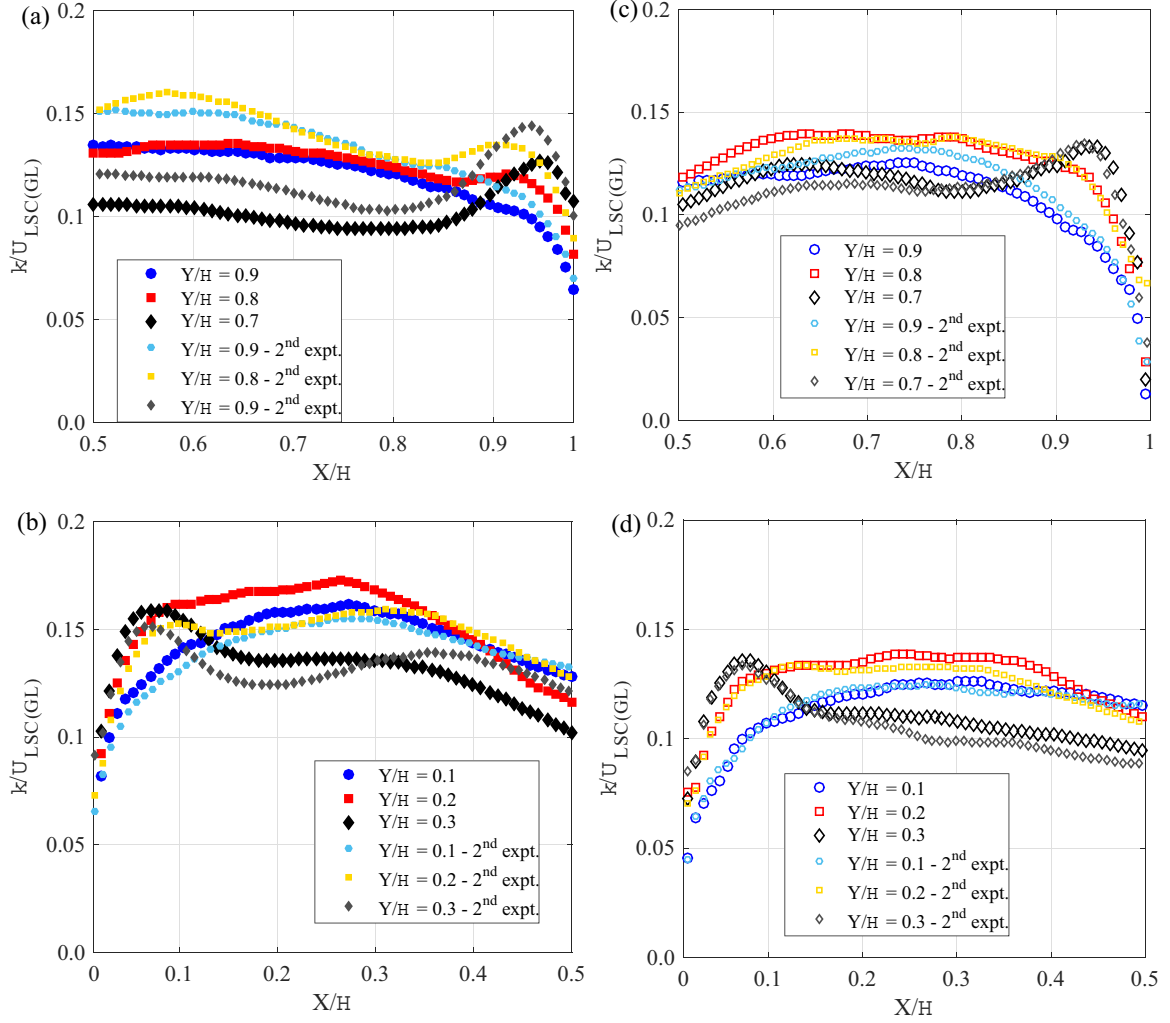 (a)
k/U_LSC(GL)
0.2
0.15
0.1
0.05
0.0
Y/H = 0.9
Y/H = 0.8
Y/H = 0.7
Y/H = 0.9 - 2nd expt.
Y/H = 0.8 - 2nd expt.
Y/H = 0.9 - 2nd expt.
0.5 0.6 0.7 0.8 0.9 1
X/H
(c)
k/U_LSC(GL)
0.2
0.15
0.1
0.05
0.0
Y/H = 0.9
Y/H = 0.8
Y/H = 0.7
Y/H = 0.9 - 2nd expt.
Y/H = 0.8 - 2nd expt.
Y/H = 0.7 - 2nd expt.
0.5 0.6 0.7 0.8 0.9 1
X/H
(b)
k/U_LSC(GL)
0.2
0.15
0.1
0.05
0.0
Y/H = 0.1
Y/H = 0.2
Y/H = 0.3
Y/H = 0.1 - 2nd expt.
Y/H = 0.2 - 2nd expt.
Y/H = 0.3 - 2nd expt.
0 0.1 0.2 0.3 0.4 0.5
X/H
(d)
k/U_LSC(GL)
0.2
0.15
0.1
0.05
0.0
Y/H = 0.1
Y/H = 0.2
Y/H = 0.3
Y/H = 0.1 - 2nd expt.
Y/H = 0.2 - 2nd expt.
Y/H = 0.3 - 2nd expt.
0 0.1 0.2 0.3 0.4 0.5
X/H